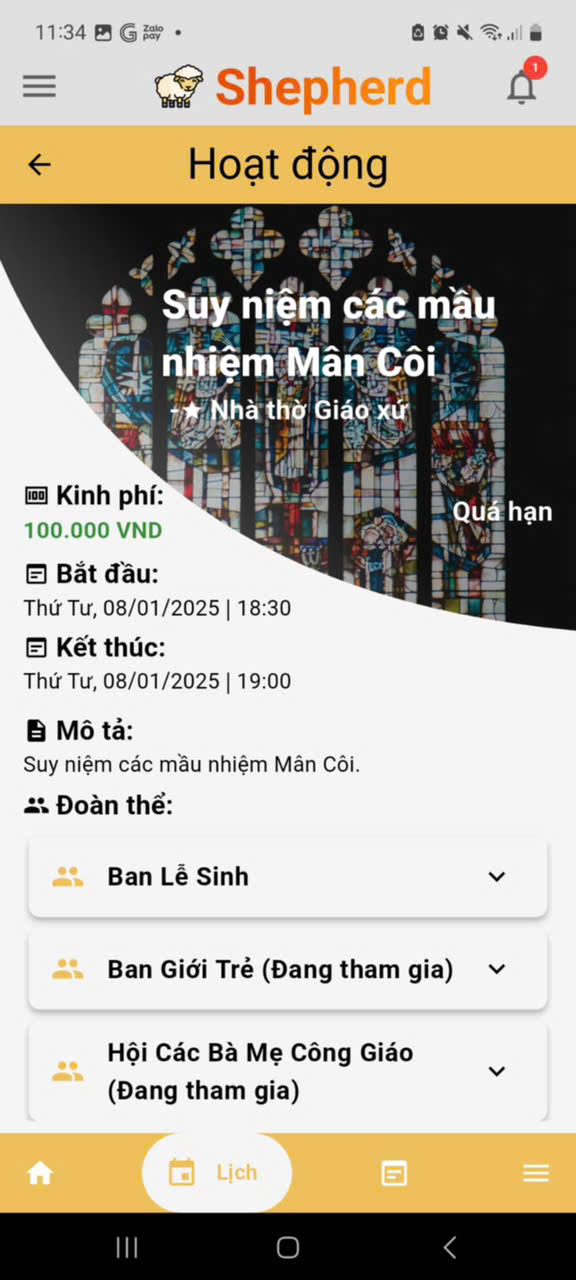 11:34 Zalo pay
Shepherd
1
Hoạt động
Suy niệm các mầu
nhiệm Mân Côi
-★ Nhà thờ Giáo xứ
Kinh phí:
100.000 VND
Quá hạn
Bắt đầu:
Thứ Tư, 08/01/2025 | 18:30
Kết thúc:
Thứ Tư, 08/01/2025 | 19:00
Mô tả:
Suy niệm các mầu nhiệm Mân Côi.
Đoàn thể:
Ban Lễ Sinh
Ban Giới Trẻ (Đang tham gia)
Hội Các Bà Mẹ Công Giáo
(Đang tham gia)
Lịch